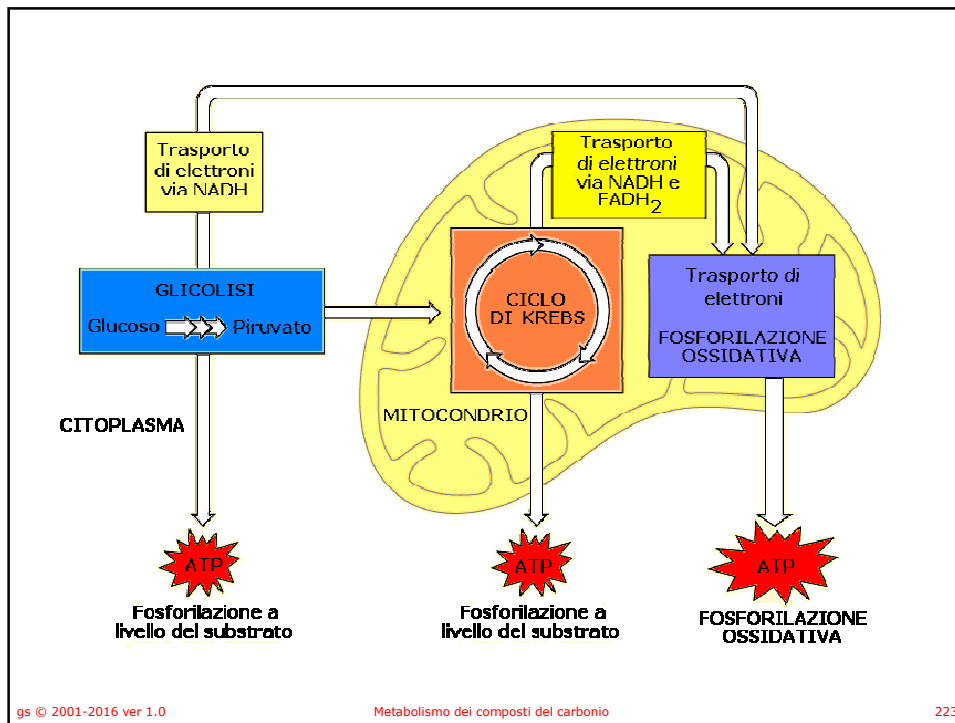 Trasporto
di elettroni
via NADH
Trasporto
di elettroni
via NADH e
FADH2
GLICOLISI
Glucoso Piruvato
CICLO
DI KREBS
Trasporto di
elettroni
FOSFORILAZIONE
OSSIDATIVA
CITOPLASMA
MITOCONDRIO
ATP
Fosforilazione a
livello del substrato
ATP
Fosforilazione a
livello del substrato
ATP
FOSFORILAZIONE
OSSIDATIVA
gs © 2001-2016 ver 1.0 Metabolismo dei composti del carbonio 223